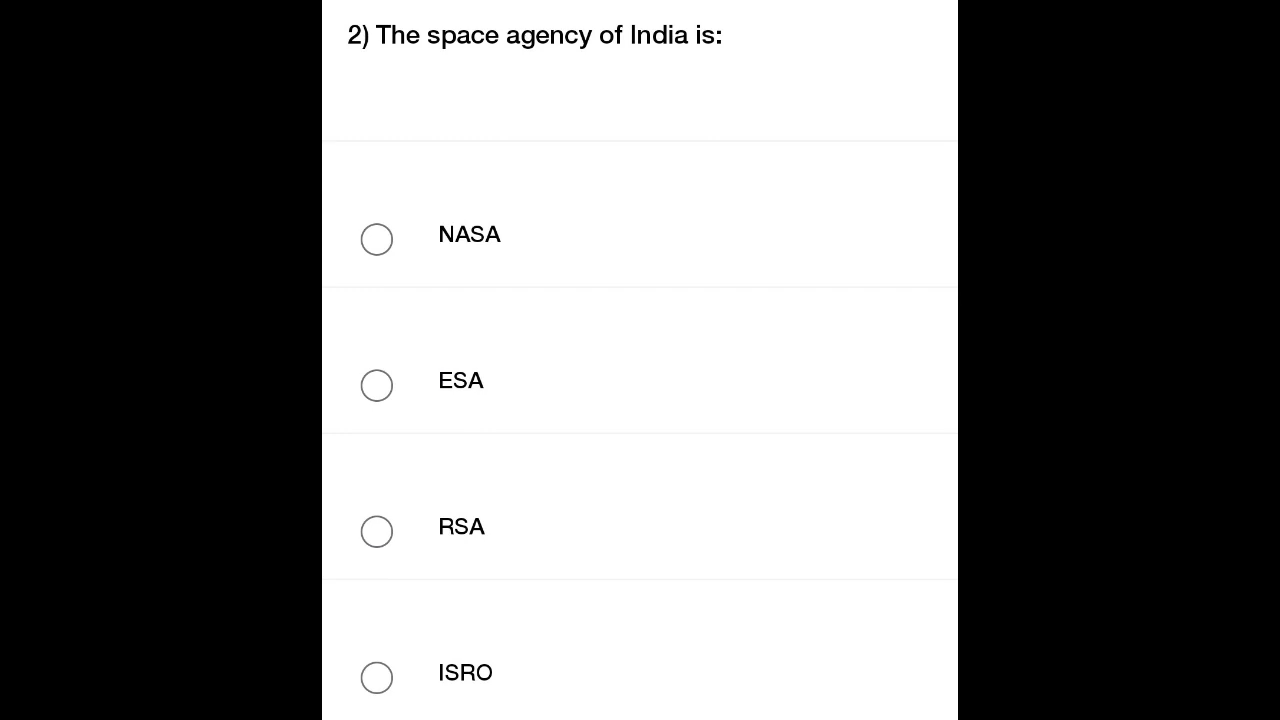 2) The space agency of India is:
NASA
ESA
RSA
ISRO